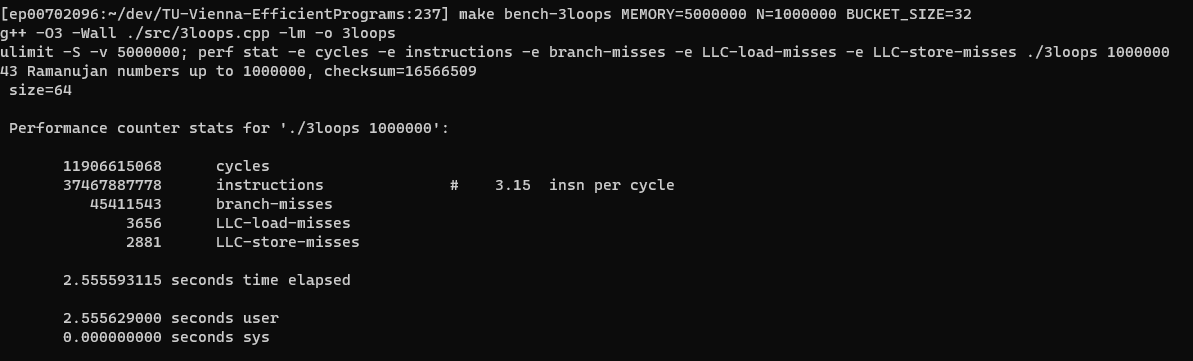 [ep00702096:~/dev/TU-Vienna-EfficientPrograms:237] make bench-3loops MEMORY=5000000 N=1000000 BUCKET_SIZE=32
g++ -O3 -Wall ./src/3loops.cpp -lm -o 3loops
ulimit -S -v 5000000; perf stat -e cycles -e instructions -e branch-misses -e LLC-load-misses -e LLC-store-misses ./3loops 1000000
43 Ramanujan numbers up to 1000000, checksum=16566509
 size=64
 Performance counter stats for './3loops 1000000':
       11906615068      cycles
       37467887778      instructions              #    3.15  insn per cycle
          45411543      branch-misses
              3656      LLC-load-misses
              2881      LLC-store-misses
       2.555593115 seconds time elapsed
       2.555629000 seconds user
       0.000000000 seconds sys